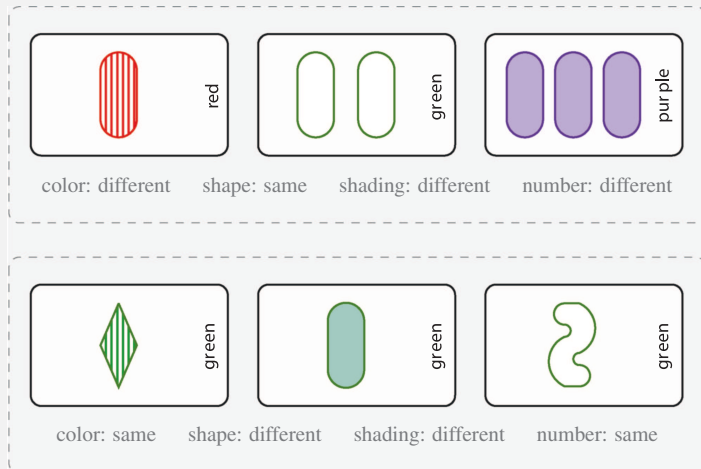 red
green
purple
color: different shape: same shading: different number: different
green
green
green
color: same shape: different shading: different number: same